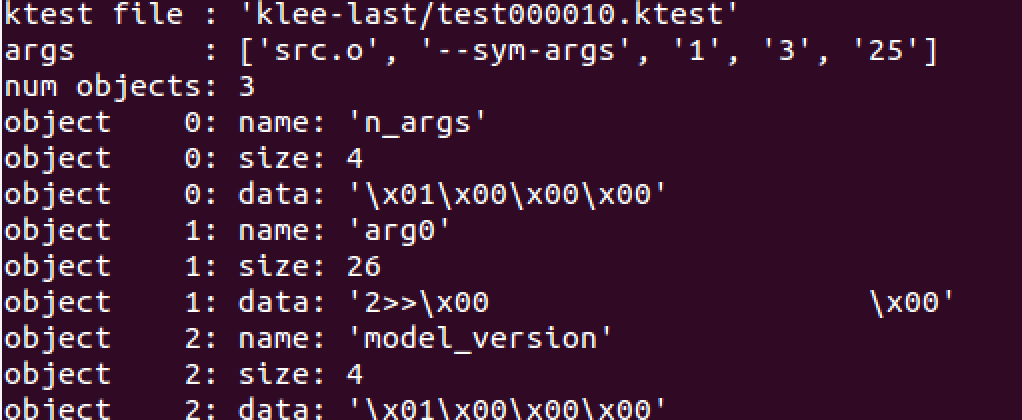 ktest file : 'klee-last/test000010.ktest'
args       : ['src.o', '--sym-args', '1', '3', '25']
num objects: 3
object    0: name: 'n_args'
object    0: size: 4
object    0: data: '\x01\x00\x00\x00'
object    1: name: 'arg0'
object    1: size: 26
object    1: data: '2>>\x00                     \x00'
object    2: name: 'model_version'
object    2: size: 4
object    2: data: '\x01\x00\x00\x00'